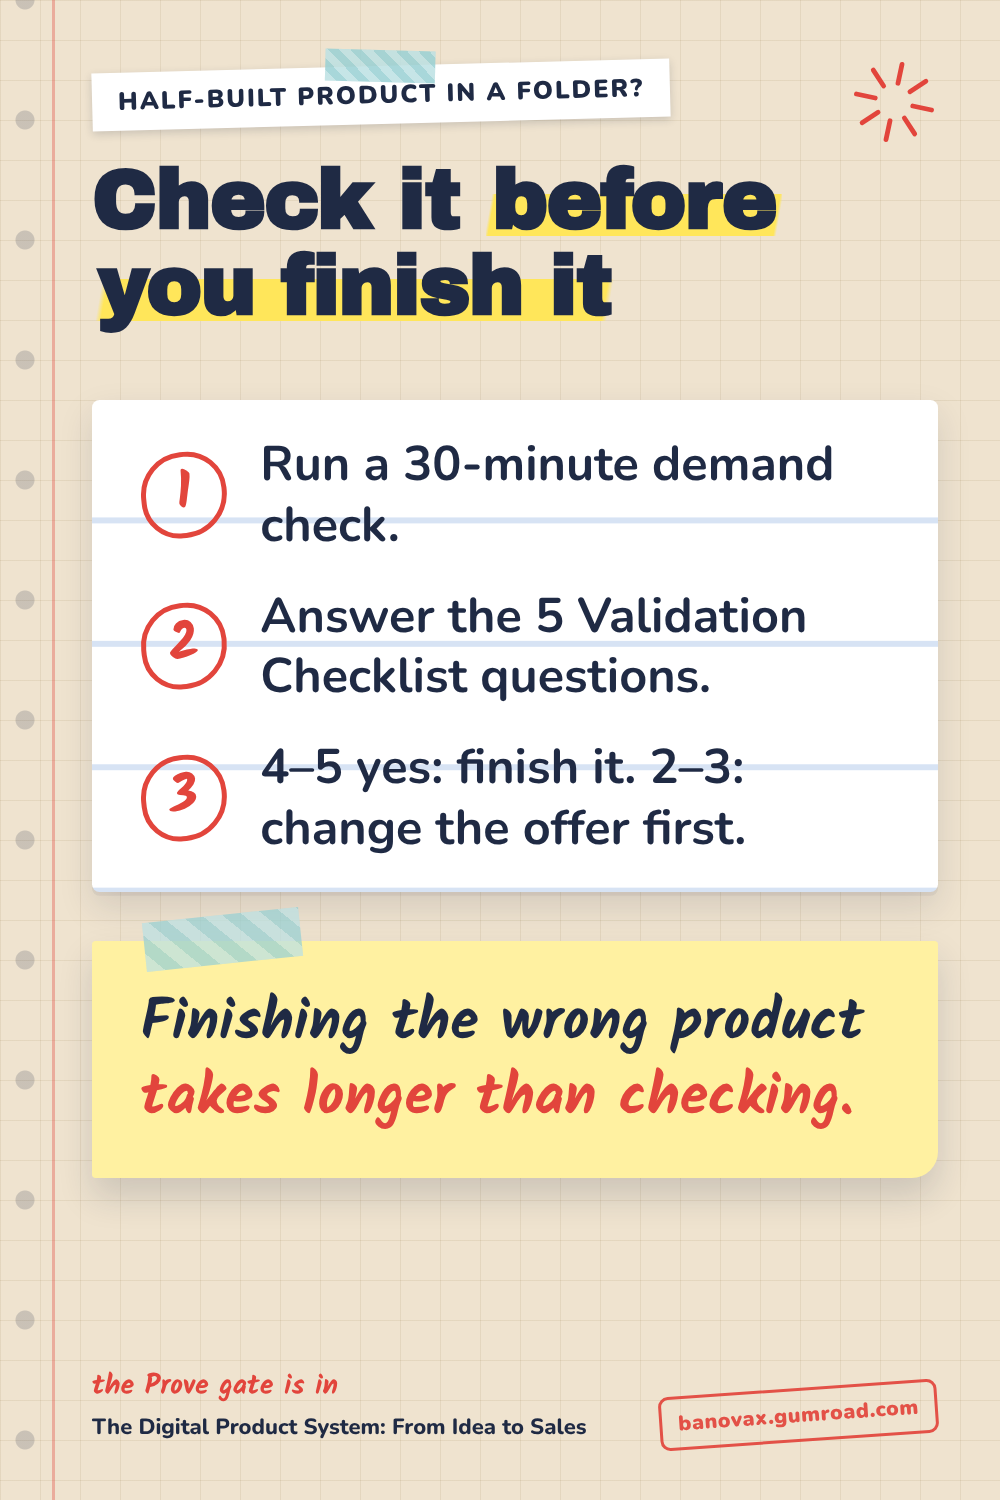 HALF-BUILT PRODUCT IN A FOLDER?
Check it before
you finish it
1
Run a 30-minute demand
check.
2
Answer the 5 Validation
Checklist questions.
3
4–5 yes: finish it. 2–3:
change the offer first.
Finishing the wrong product
takes longer than checking.
the Prove gate is in
The Digital Product System: From Idea to Sales
banovax.gumroad.com